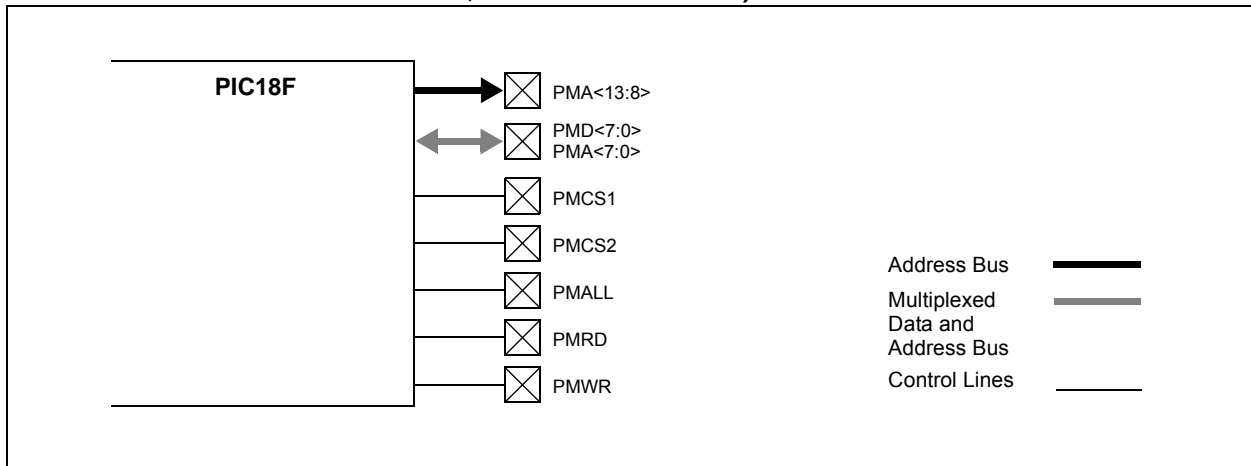 PIC18F
PMA<13:8>
PMD<7:0>
PMA<7:0>
PMCS1
PMCS2
PMALL
PMRD
PMWR
Address Bus
Multiplexed
Data and
Address Bus
Control Lines